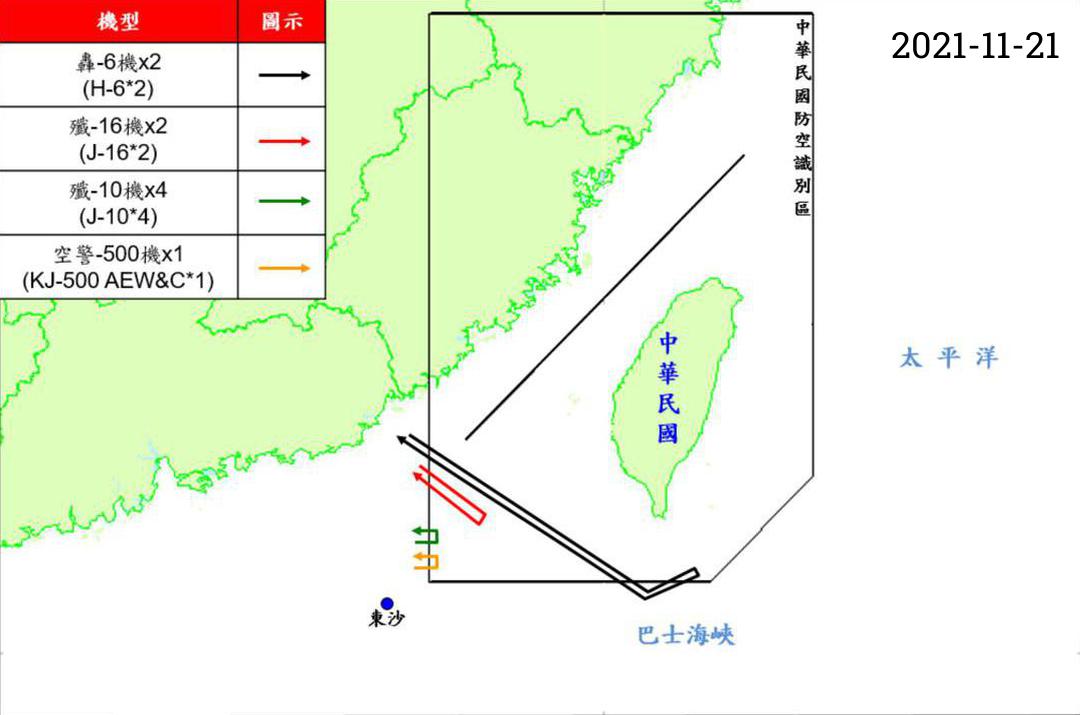 機型
圖示
轟-6機x2
(H-6*2)
殲-16機x2
(J-16*2)
殲-10機x4
(J-10*4)
空警-500機x1
(KJ-500 AEW&C*1)
中華民國防空識別區
2021-11-21
中華民國
太平洋
東沙
巴士海峽